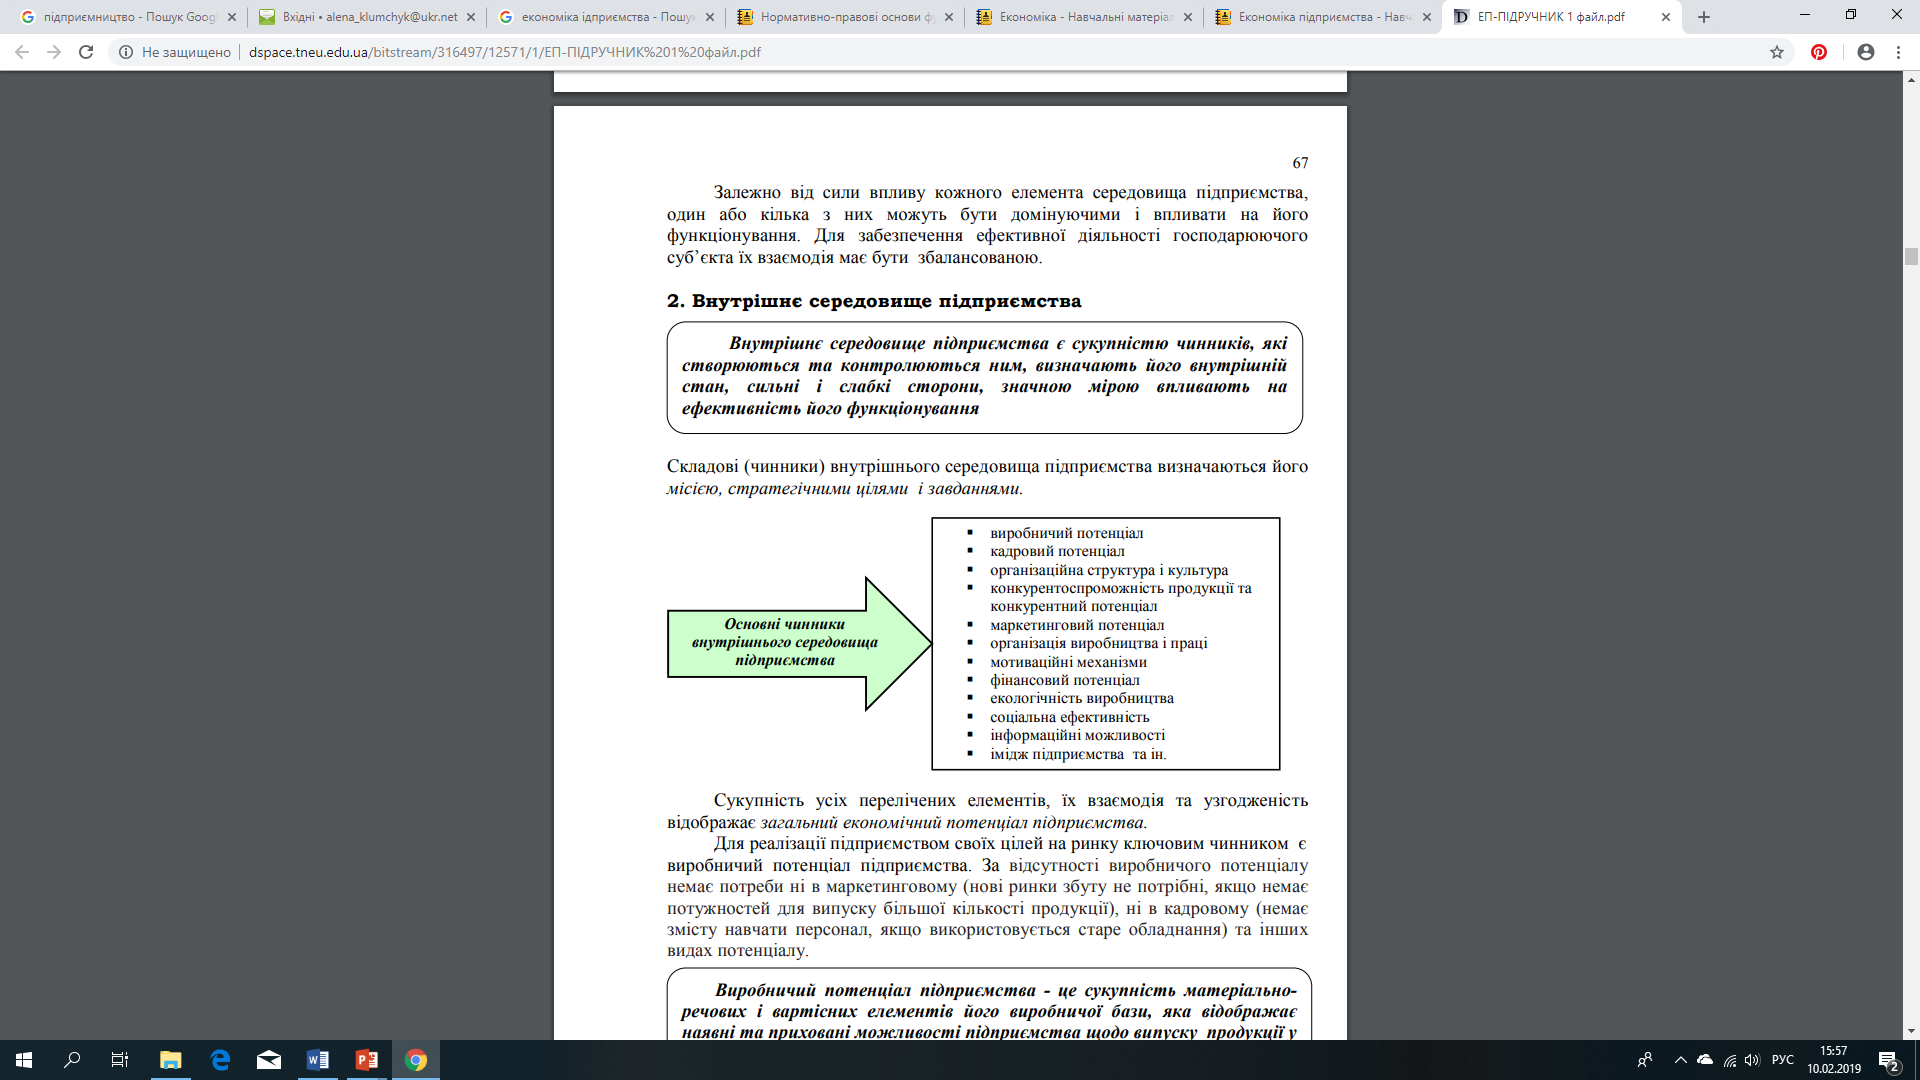 підприємництво - Пошук Goog
Вхідні • alena_klumchyk@ukr.net
економіка ідприємства - Пошук
Нормативно-правові основи фу
Економіка - Навчальні матеріал
Економіка підприємства - Навч
ЕП-ПІДРУЧНИК 1 файл.pdf
Не защищено | dspace.tneu.edu.ua/bitstream/316497/12571/1/ЕП-ПІДРУЧНИК%201%20файл.pdf
67
Залежно від сили впливу кожного елемента середовища підприємства,
один або кілька з них можуть бути домінуючими і впливати на його
функціонування. Для забезпечення ефективної діяльності господарюючого
суб’єкта їх взаємодія має бути збалансованою.
2. Внутрішнє середовище підприємства
Внутрішнє середовище підприємства є сукупністю чинників, які
створюються та контролюються ним, визначають його внутрішній
стан, сильні і слабкі сторони, значною мірою впливають на
ефективність його функціонування
Складові (чинники) внутрішнього середовища підприємства визначаються його
місією, стратегічними цілями і завданнями.
Основні чинники
внутрішнього середовища
підприємства
▪ виробничий потенціал
▪ кадровий потенціал
▪ організаційна структура і культура
▪ конкурентоспроможність продукції та
конкурентний потенціал
▪ маркетинговий потенціал
▪ організація виробництва і праці
▪ мотиваційні механізми
▪ фінансовий потенціал
▪ екологічність виробництва
▪ соціальна ефективність
▪ інформаційні можливості
▪ імідж підприємства та ін.
Сукупність усіх перелічених елементів, їх взаємодія та узгодженість
відображає загальний економічний потенціал підприємства.
Для реалізації підприємством своїх цілей на ринку ключовим чинником є
виробничий потенціал підприємства. За відсутності виробничого потенціалу
немає потреби ні в маркетинговому (нові ринки збуту не потрібні, якщо немає
потужностей для випуску більшої кількості продукції), ні в кадровому (немає
змісту навчати персонал, якщо використовується старе обладнання) та інших
видах потенціалу.
Виробничий потенціал підприємства - це сукупність матеріально-
речових і вартісних елементів його виробничої бази, яка відображає
наявні та приховані можливості підприємства щодо випуску продукції у
РУС
15:57
10.02.2019
2